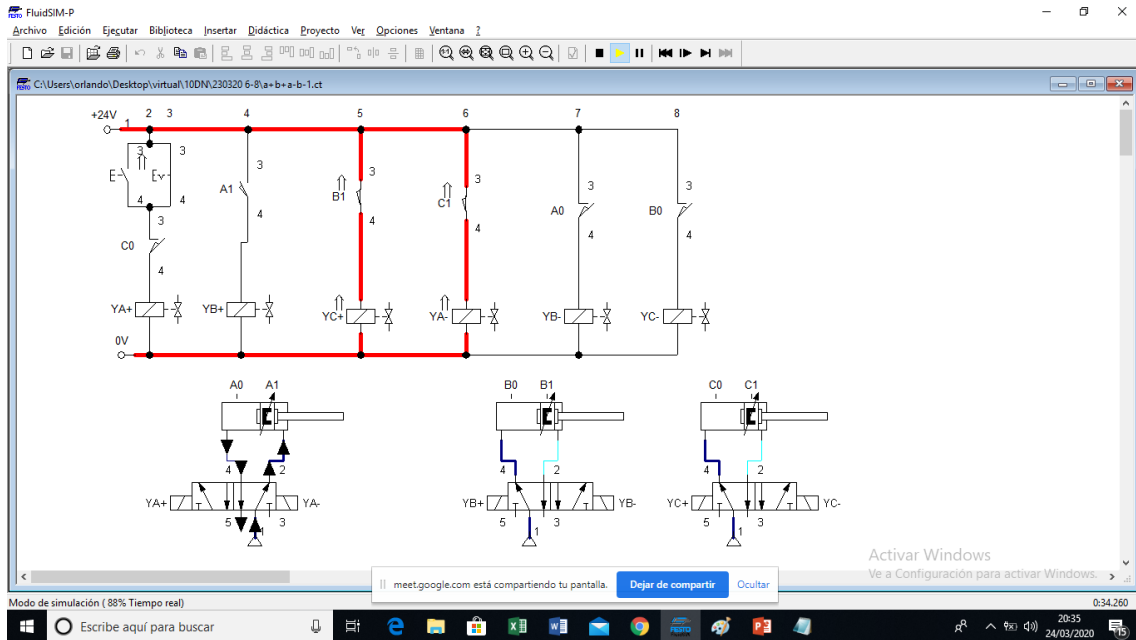 FluidSIM-P
Archivo Edición Ejecutar Biblioteca Insertar Didáctica Proyecto Ver Opciones Ventana ?
C:\Users\orlando\Desktop\virtual\10DN\230320 6-8\a+b+a-b-1.ct
+24V 1 2 3 4 5 6 7 8
3 3 3 3 3 3 3
E E A1 B1 C1 A0 B0
4 4 4 4 4 4 4
3
C0
4
YA+ YB+ YC+ YA- YB- YC-
0V
A0 A1 B0 B1 C0 C1
4 2 4 2 4 2
YA+ YA- YB+ YB- YC+ YC-
5 3 5 3 5 3
1 1 1
Activar Windows
Ve a Configuración para activar Windows.
meet.google.com está compartiendo tu pantalla. Dejar de compartir Ocultar
Modo de simulación ( 88% Tiempo real) 0:34.260
Escribe aquí para buscar
20:35
24/03/2020
15